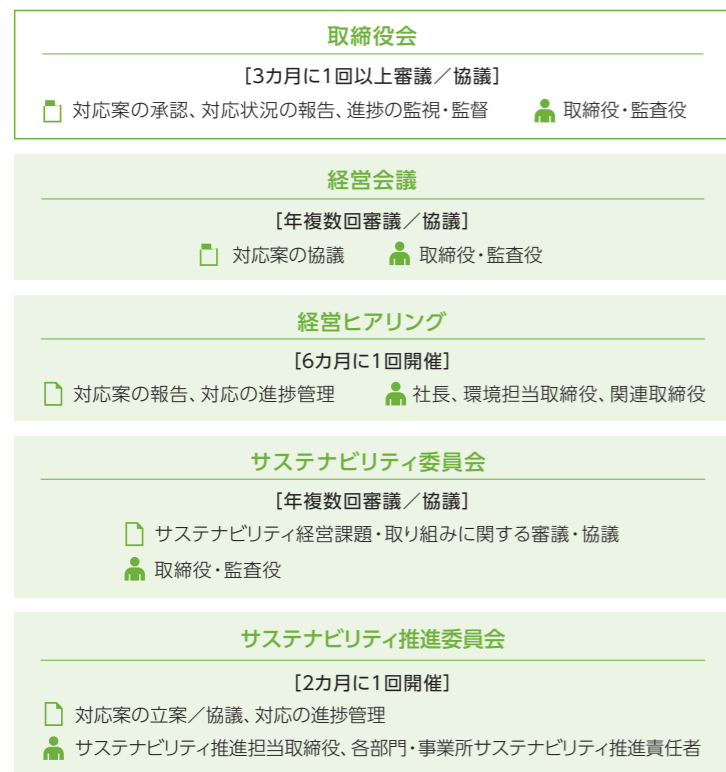 取締役会
[3カ月に1回以上審議／協議]
対応案の承認、対応状況の報告、進捗の監視・監督 取締役・監査役
経営会議
[年複数回審議／協議]
対応案の協議 取締役・監査役
経営ヒアリング
[6カ月に1回開催]
対応案の報告、対応の進捗管理 社長、環境担当取締役、関連取締役
サステナビリティ委員会
[年複数回審議／協議]
サステナビリティ経営課題・取り組みに関する審議・協議
取締役・監査役
サステナビリティ推進委員会
[2カ月に1回開催]
対応案の立案／協議、対応の進捗管理
サステナビリティ推進担当取締役、各部門・事業所サステナビリティ推進責任者